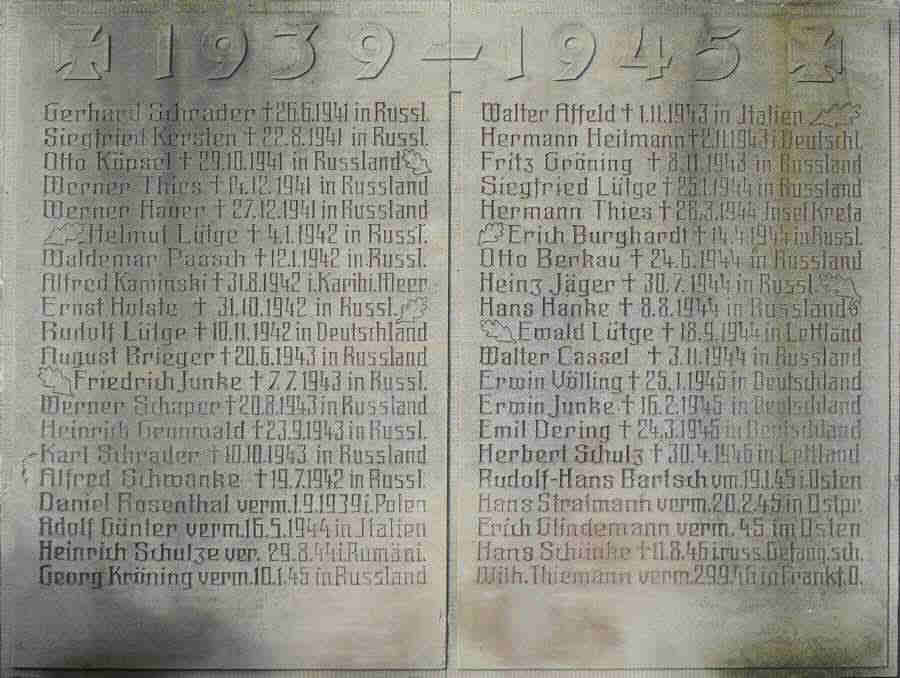 1939-1945
Gerhard Schrader † 26.6.1941 in Russl.
Siegfried Kersten † 22.8.1941 in Russl.
Otto Känsel † 29.10.1941 in Russland
Werner Thies † 14.12.1941 in Russland
Werner Hauer † 27.12.1941 in Russland
Helmut Lütge † 4.1.1942 in Russl.
Waldemar Paasch † 12.1.1942 in Russl.
Alfred Kaminski † 31.8.1942 i. Karibi. Meer
Ernst Holste † 31.10.1942 in Russl.
Rudolf Lütge † 10.11.1942 in Deutschland
August Krieger † 20.6.1943 in Russland
Friedrich Junke † 7.7.1943 in Russl.
Werner Schaper † 20.8.1943 in Russland
Heinrich Grunwald † 23.9.1943 in Russl.
Karl Schrader † 10.10.1943 in Russland
Alfred Schwanke † 19.7.1942 in Russl.
Daniel Rosenthal verm. 1.9.1939 i. Polen
Adolf Günter verm. 16.5.1944 in Italien
Heinrich Schulze ver. 29.8.44 i. Rumäni.
Georg Kröning verm. 10.1.45 in Russland
Walter Affeld † 1.11.1943 in Italien
Hermann Heitmann † 2.11.1943 i. Deutschl.
Fritz Gröning † 8.11.1943 in Russland
Siegfried Lütge † 25.1.1944 in Russland
Hermann Thies † 28.3.1944 Insel Kreta
Erich Burghardt † 14.4.1944 in Russl.
Otto Berkau † 24.6.1944 in Russland
Heinz Jäger † 30.7.1944 in Russl.
Hans Hanke † 8.8.1944 in Russland
Ewald Lütge † 18.9.1944 in Lettland
Walter Cassel † 3.11.1944 in Russland
Erwin Völling † 25.1.1945 in Deutschland
Erwin Junke † 16.2.1945 in Deutschland
Emil Dering † 24.3.1945 in Deutschland
Herbert Schulz † 30.4.1946 in Lettland
Rudolf-Hans Bartsch vm. 19.1.45 i. Osten
Hans Stratmann verm. 20.2.45 in Ostpr.
Erich Glindemann verm. 45 im Osten
Hans Schünke † 11.8.46 i. russ. Gefang. sch.
Wilh. Thiemann verm. 29.9.46 in Frankf. O.